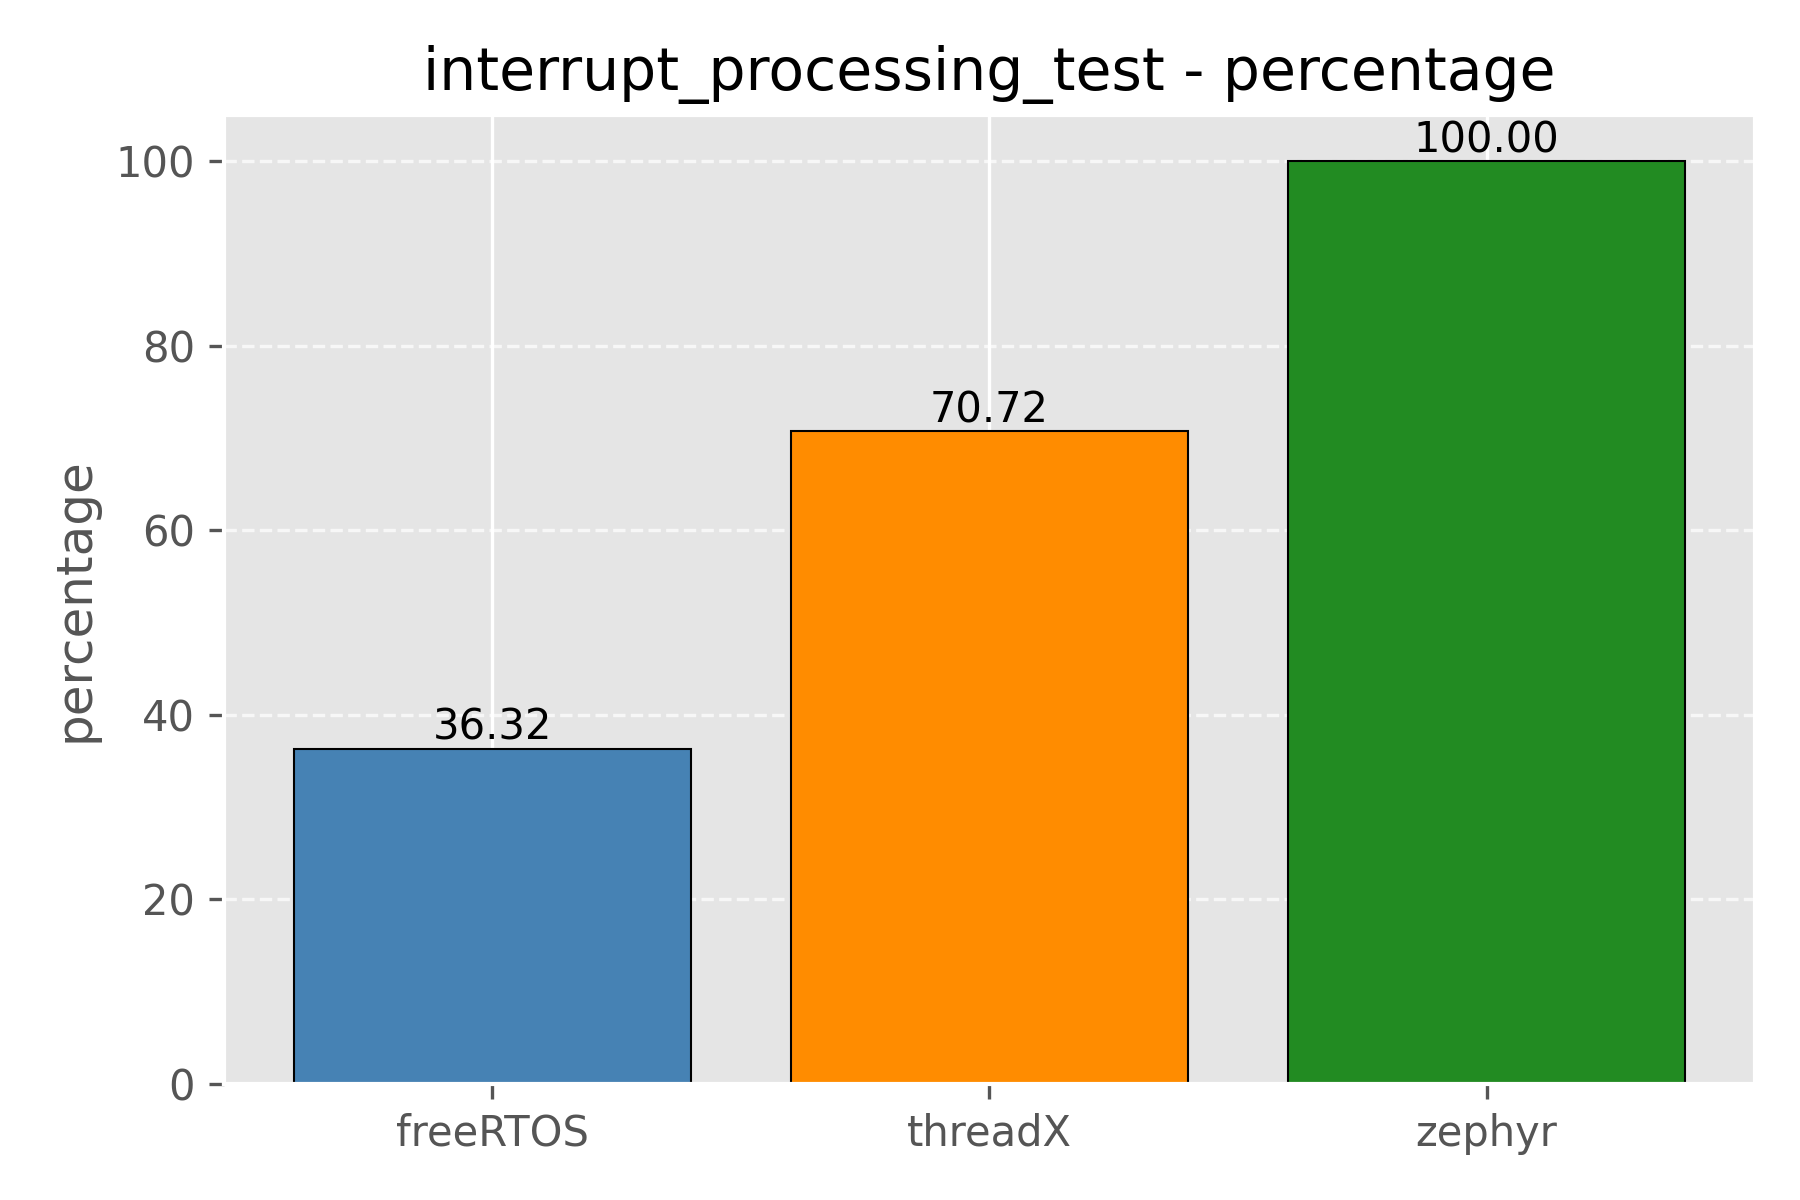 interrupt_processing_test - percentage
percentage
100
80
60
40
20
0
36.32
70.72
100.00
freeRTOS
threadX
zephyr